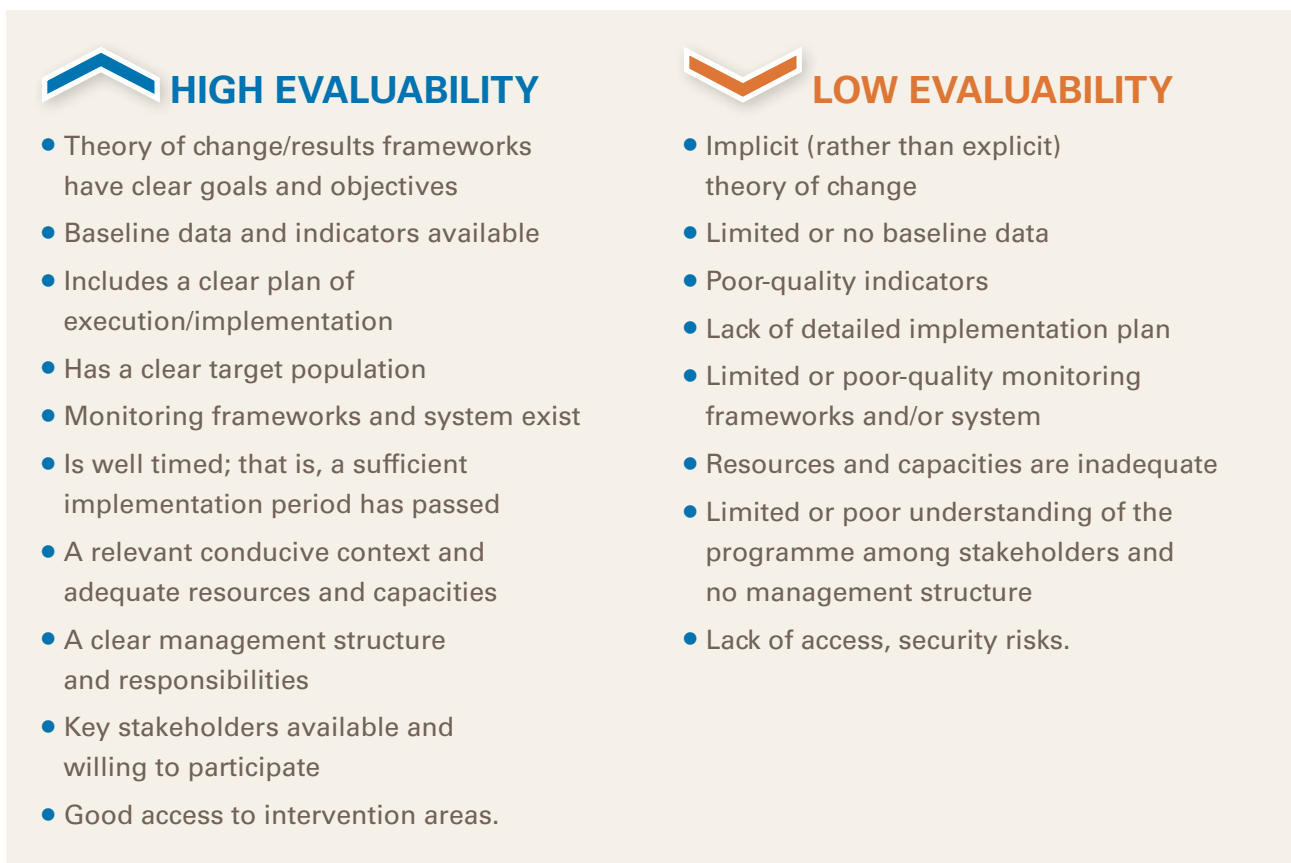 HIGH EVALUABILITY
• Theory of change/results frameworks
have clear goals and objectives
• Baseline data and indicators available
• Includes a clear plan of
execution/implementation
• Has a clear target population
• Monitoring frameworks and system exist
• Is well timed; that is, a sufficient
implementation period has passed
• A relevant conducive context and
adequate resources and capacities
• A clear management structure
and responsibilities
• Key stakeholders available and
willing to participate
• Good access to intervention areas.
LOW EVALUABILITY
• Implicit (rather than explicit)
theory of change
• Limited or no baseline data
• Poor-quality indicators
• Lack of detailed implementation plan
• Limited or poor-quality monitoring
frameworks and/or system
• Resources and capacities are inadequate
• Limited or poor understanding of the
programme among stakeholders and
no management structure
• Lack of access, security risks.